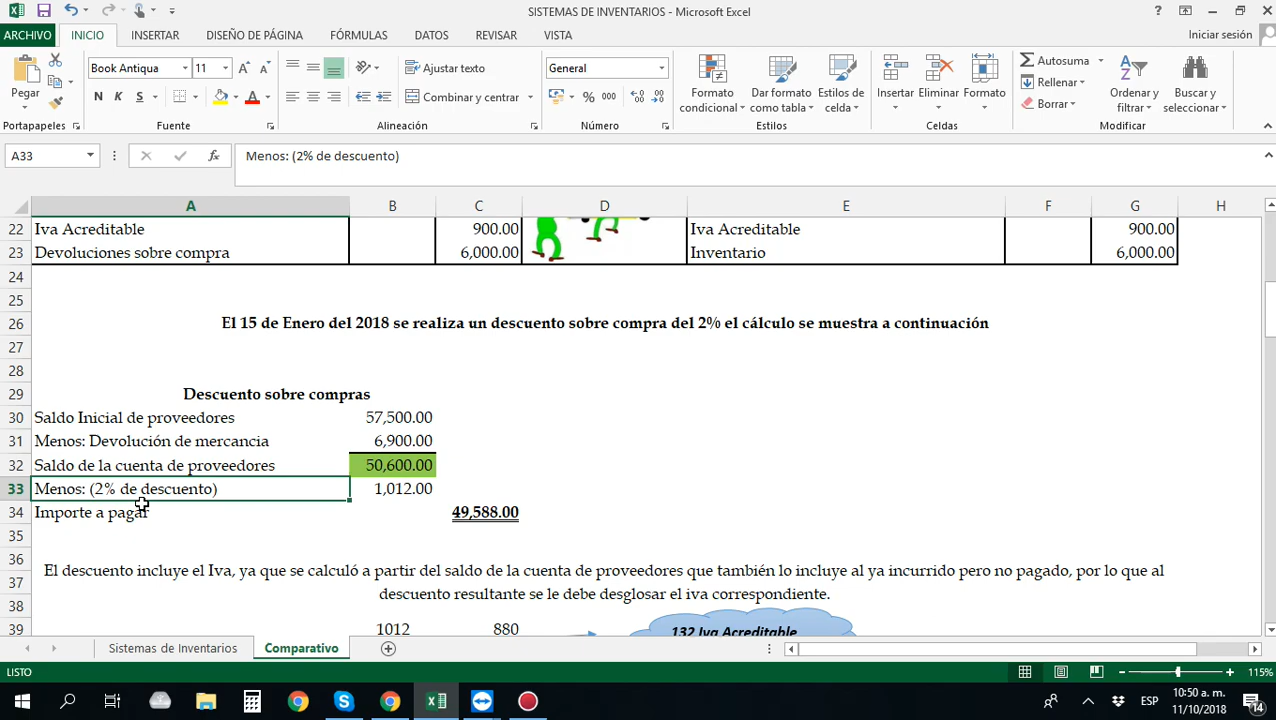 SISTEMAS DE INVENTARIOS - Microsoft Excel
ARCHIVO INICIO INSERTAR DISEÑO DE PÁGINA FÓRMULAS DATOS REVISAR VISTA Iniciar sesión
Pegar
Portapapeles
Book Antiqua 11
N K S
Fuente
Ajustar texto
Combinar y centrar
Alineación
General
% 000
Número
Formato condicional
Dar formato como tabla
Estilos de celda
Estilos
Insertar Eliminar Formato
Celdas
Autosuma
Rellenar
Borrar
Ordenar y filtrar
Buscar y seleccionar
Modificar
A33 fx Menos: (2% de descuento)
A B C D E F G H
22 Iva Acreditable 900.00 Iva Acreditable 900.00
23 Devoluciones sobre compra 6,000.00 Inventario 6,000.00
24
25
26 El 15 de Enero del 2018 se realiza un descuento sobre compra del 2% el cálculo se muestra a continuación
27
28
29 Descuento sobre compras
30 Saldo Inicial de proveedores 57,500.00
31 Menos: Devolución de mercancia 6,900.00
32 Saldo de la cuenta de proveedores 50,600.00
33 Menos: (2% de descuento) 1,012.00
34 Importe a pagar 49,588.00
35
36
37 El descuento incluye el Iva, ya que se calculó a partir del saldo de la cuenta de proveedores que también lo incluye al ya incurrido pero no pagado, por lo que al
38 descuento resultante se le debe desglosar el iva correspondiente.
39 1012 880 132 Iva Acreditable
Sistemas de Inventarios Comparativo
LISTO 115%
ESP 10:50 a. m.
11/10/2018 14